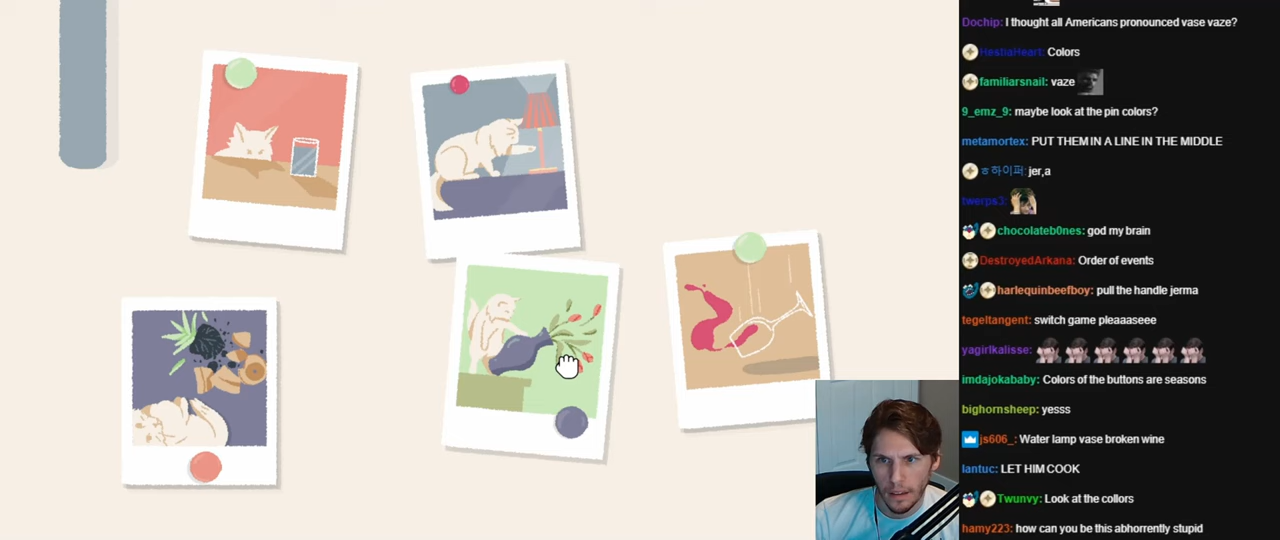 Dochip: I thought all Americans pronounced vase vaze?
HestiaHeart: Colors
familiarsnail: vaze
9_emz_9: maybe look at the pin colors?
metamortex: PUT THEM IN A LINE IN THE MIDDLE
ㅎ하이퍼: jer,a
twerps3:
chocolateb0nes: god my brain
DestroyedArkana: Order of events
harlequinbeefboy: pull the handle jerma
tegeltangent: switch game pleaaaseee
yagirlkalisse:
imdajokababy: Colors of the buttons are seasons
bighornsheep: yesss
js606_: Water lamp vase broken wine
lantuc: LET HIM COOK
Twunvy: Look at the collors
hamy223: how can you be this abhorrently stupid